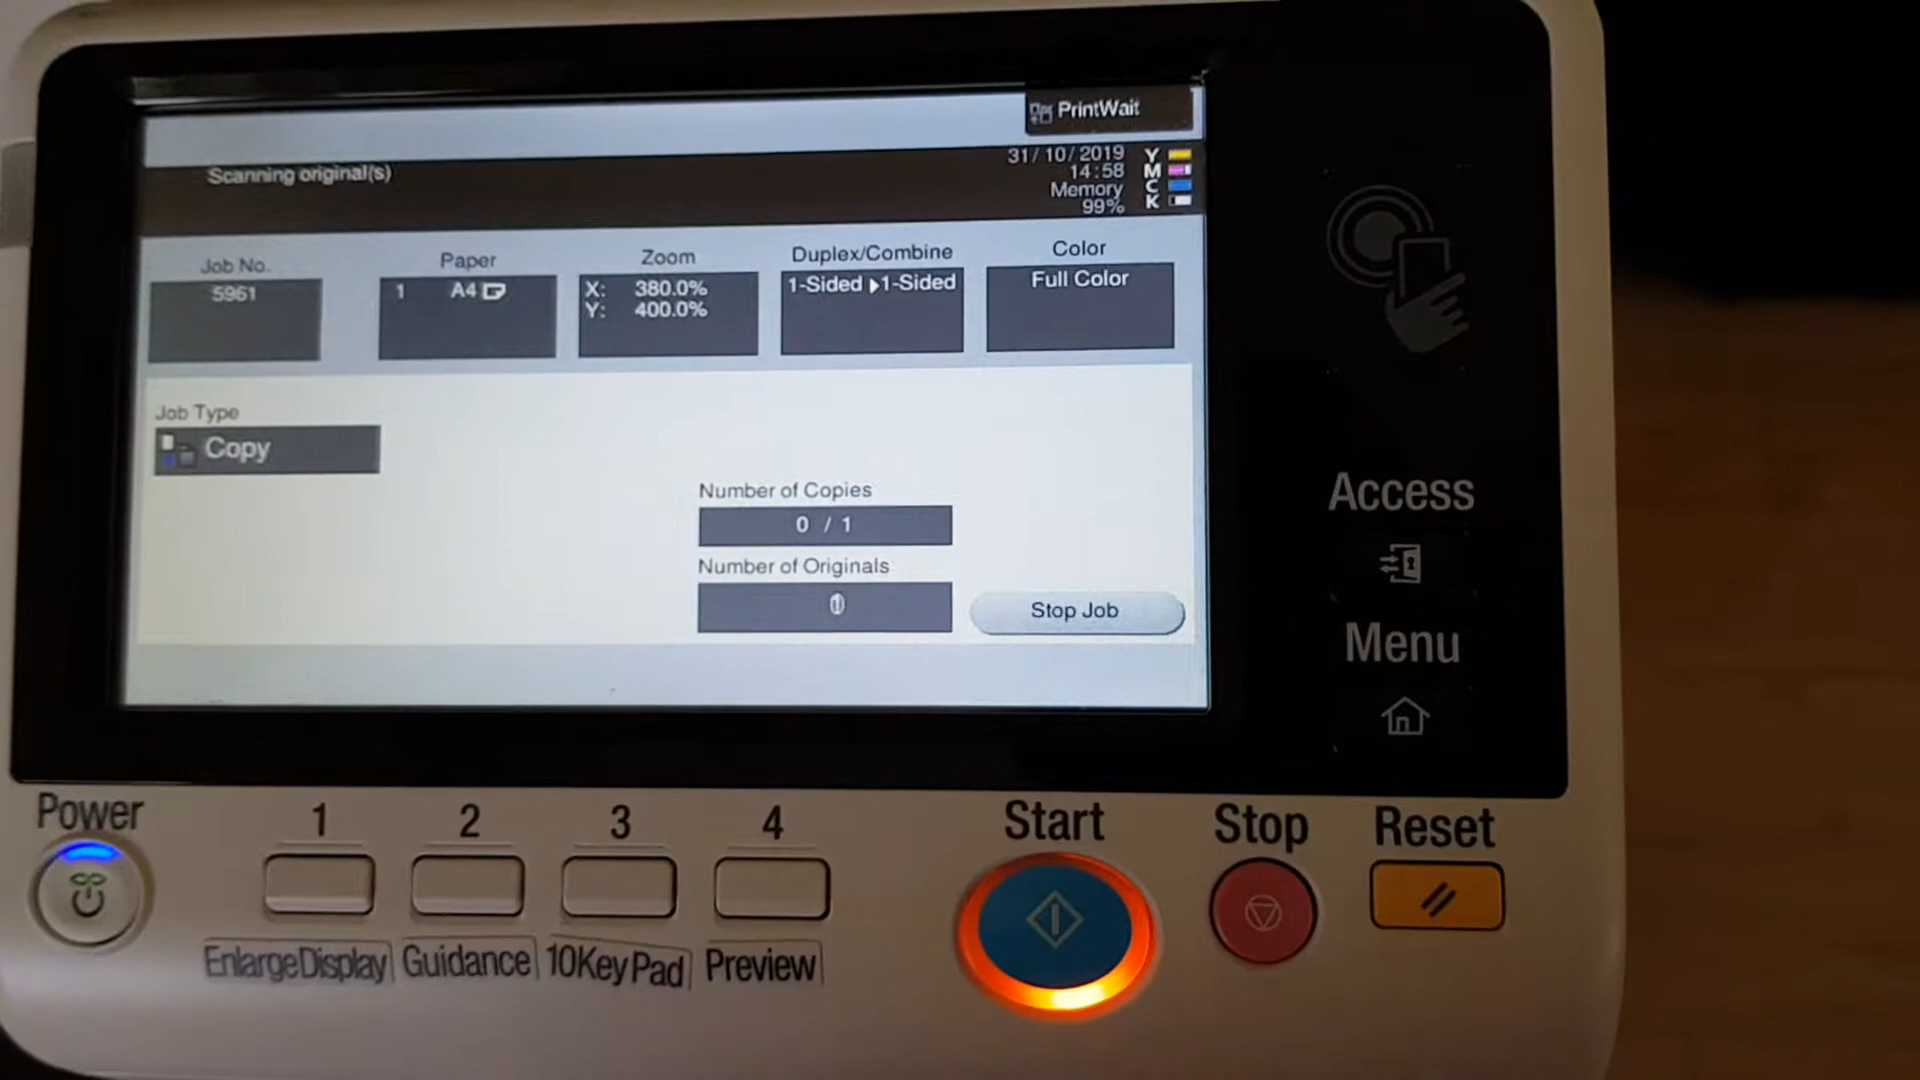 PrintWait
Scanning original(s)
31/10/2019
14:58
Memory
99%
Y
M
C
K
Job No.
5961
Paper
1 A4
Zoom
X: 380.0%
Y: 400.0%
Duplex/Combine
1-Sided 1-Sided
Color
Full Color
Job Type
Copy
Number of Copies
0 / 1
Number of Originals
Stop Job
Access
Menu
Power
1
2
3
4
Start
Stop
Reset
EnlargeDisplay
Guidance
10KeyPad
Preview